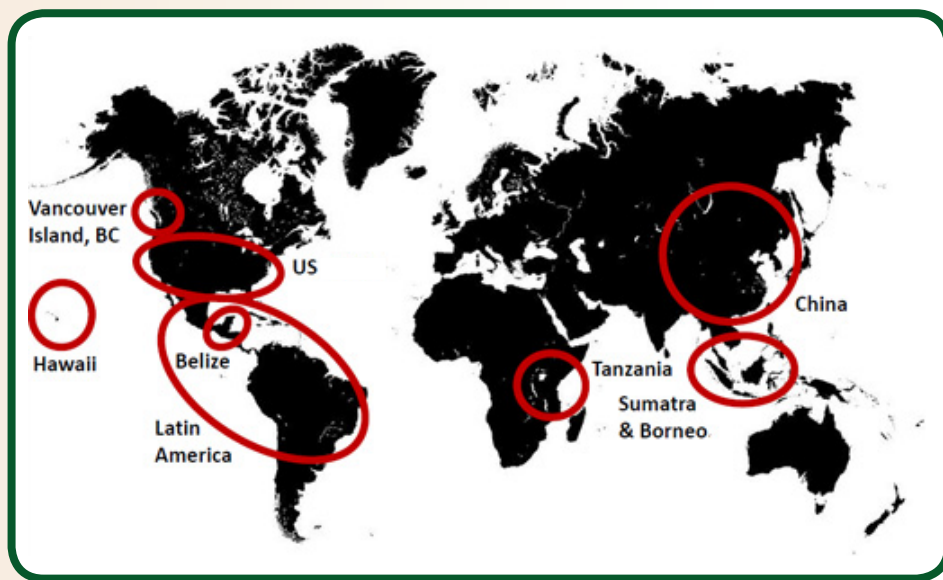 Vancouver
Island, BC
US
Hawaii
Belize
Latin
America
China
Tanzania
Sumatra
& Borneo